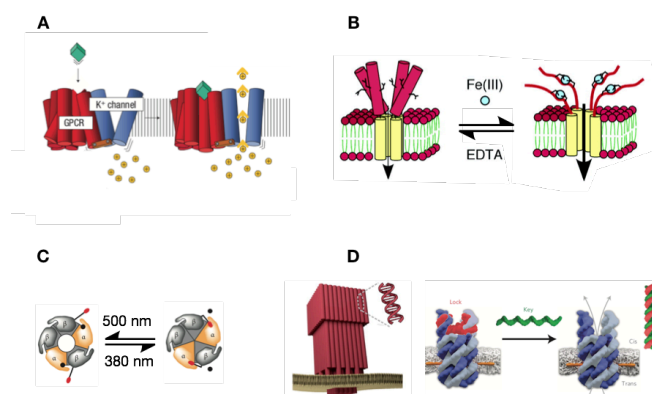 A
B
K+ channel
GPCR
Fe(III)
EDTA
C
D
500 nm
380 nm
Lock
Key
Cis
Trans